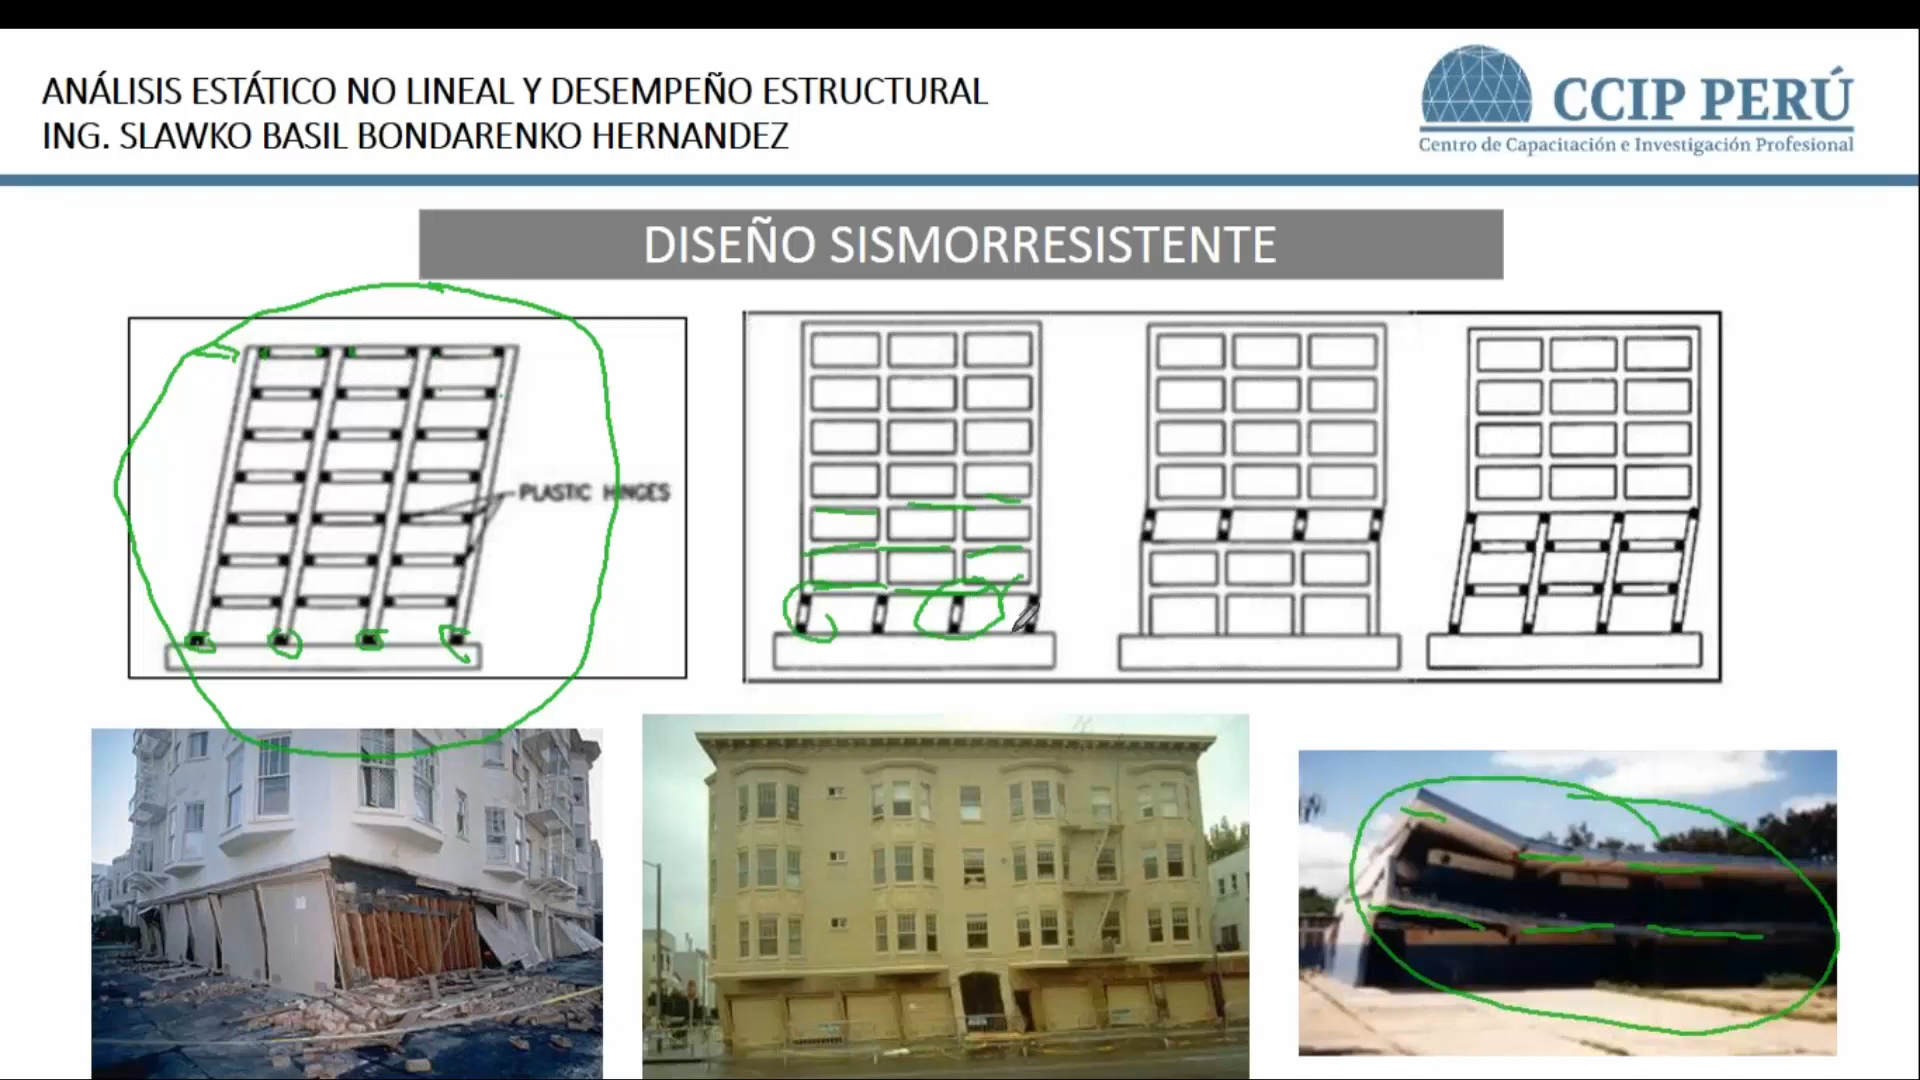 ANÁLISIS ESTÁTICO NO LINEAL Y DESEMPEÑO ESTRUCTURAL
ING. SLAWKO BASIL BONDARENKO HERNANDEZ
CCIP PERÚ
Centro de Capacitación e Investigación Profesional
DISEÑO SISMORRESISTENTE
PLASTIC HINGES